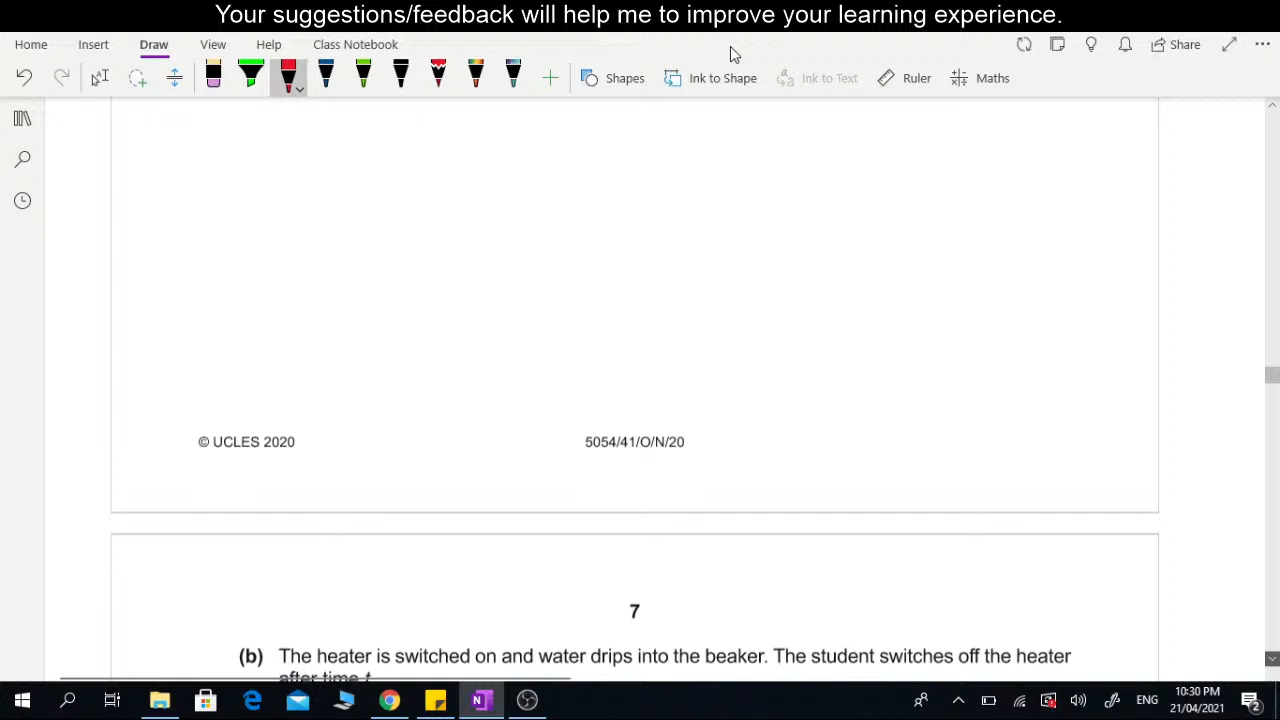 Your suggestions/feedback will help me to improve your learning experience.
Home Insert Draw View Help Class Notebook Share
Shapes Ink to Shape Ink to Text Ruler Maths
© UCLES 2020 5054/41/O/N/20
7
(b) The heater is switched on and water drips into the beaker. The student switches off the heater
after time t
ENG 10:30 PM
21/04/2021 2